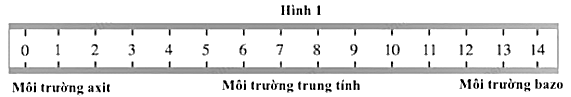 Hình 1
0 1 2 3 4 5 6 7 8 9 10 11 12 13 14
Môi trường axit Môi trường trung tính Môi trường bazo